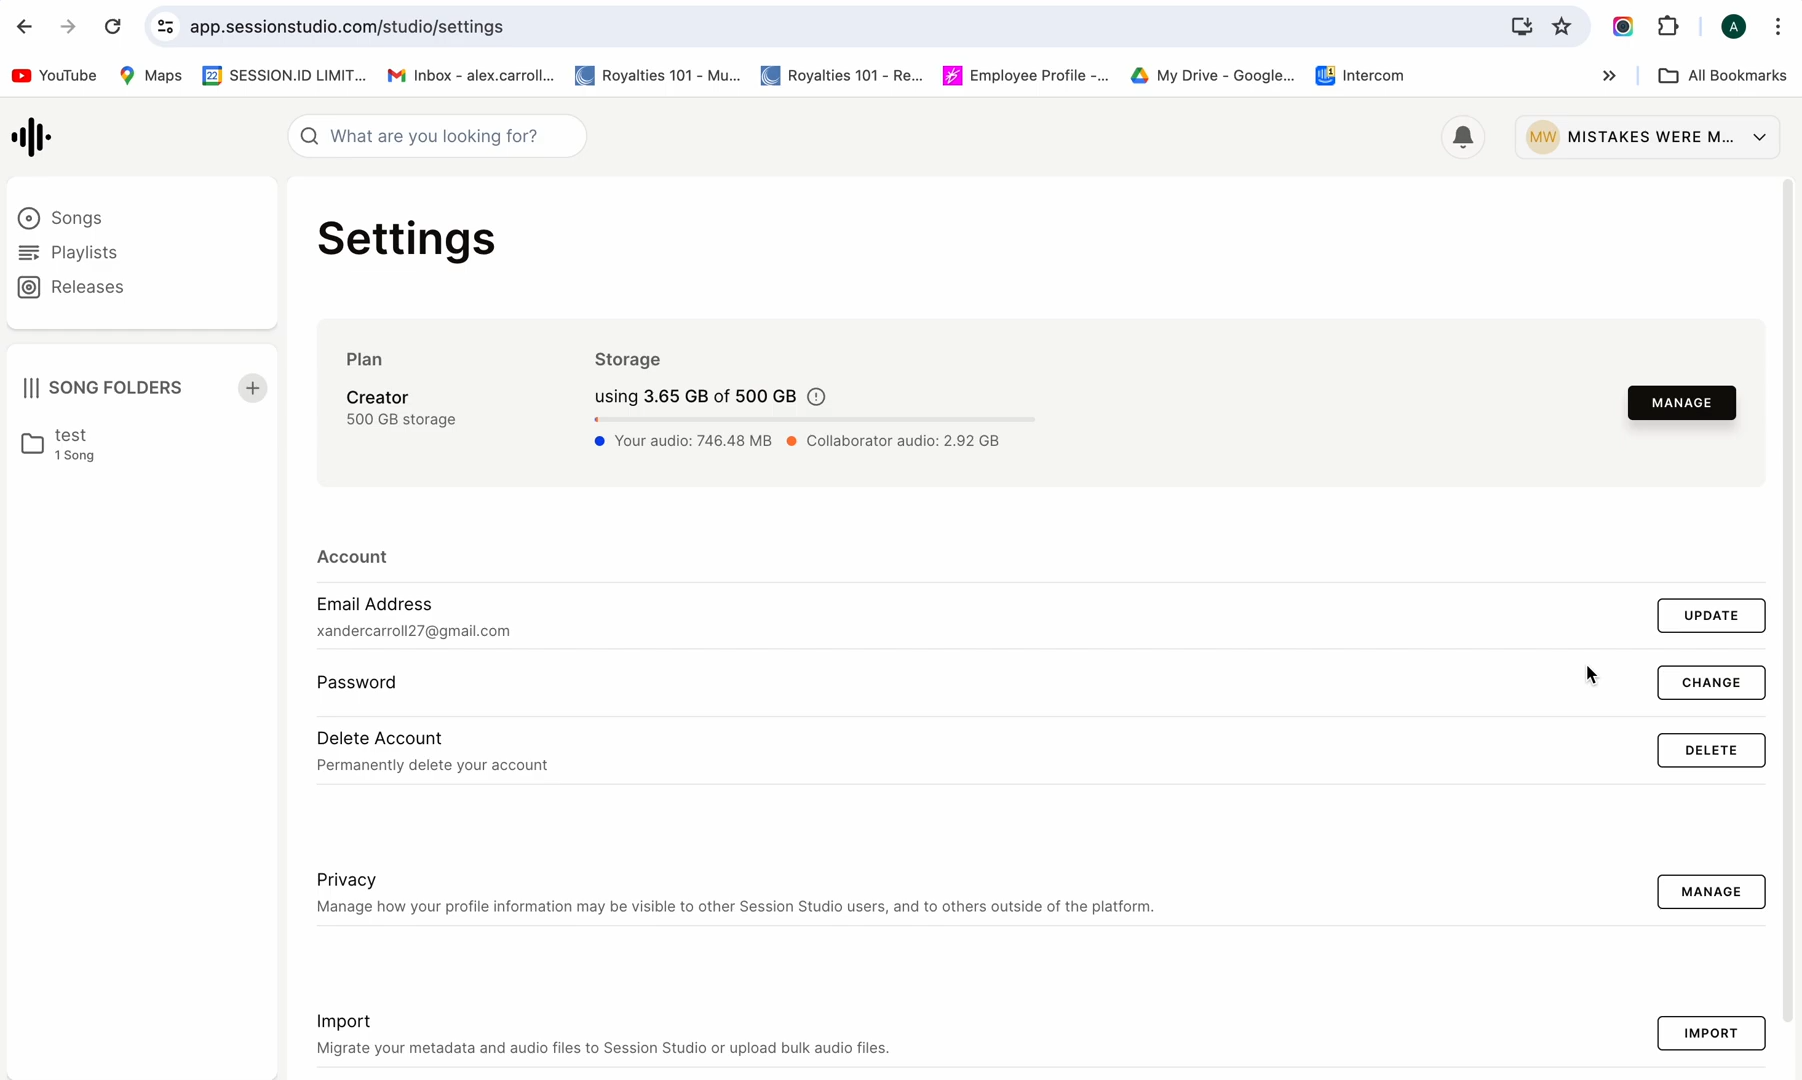 app.sessionstudio.com/studio/settings
A
YouTube Maps 22 SESSION.ID LIMIT... Inbox - alex.carroll... Royalties 101 - Mu... Royalties 101 - Re... Employee Profile -... My Drive - Google... Intercom » All Bookmarks
What are you looking for?
MW MISTAKES WERE M...
Songs
Playlists
Releases
SONG FOLDERS
test
1 Song
Settings
Plan Storage
Creator using 3.65 GB of 500 GB
500 GB storage
Your audio: 746.48 MB Collaborator audio: 2.92 GB
MANAGE
Account
Email Address
xandercarroll27@gmail.com
UPDATE
Password
CHANGE
Delete Account
Permanently delete your account
DELETE
Privacy
Manage how your profile information may be visible to other Session Studio users, and to others outside of the platform.
MANAGE
Import
Migrate your metadata and audio files to Session Studio or upload bulk audio files.
IMPORT